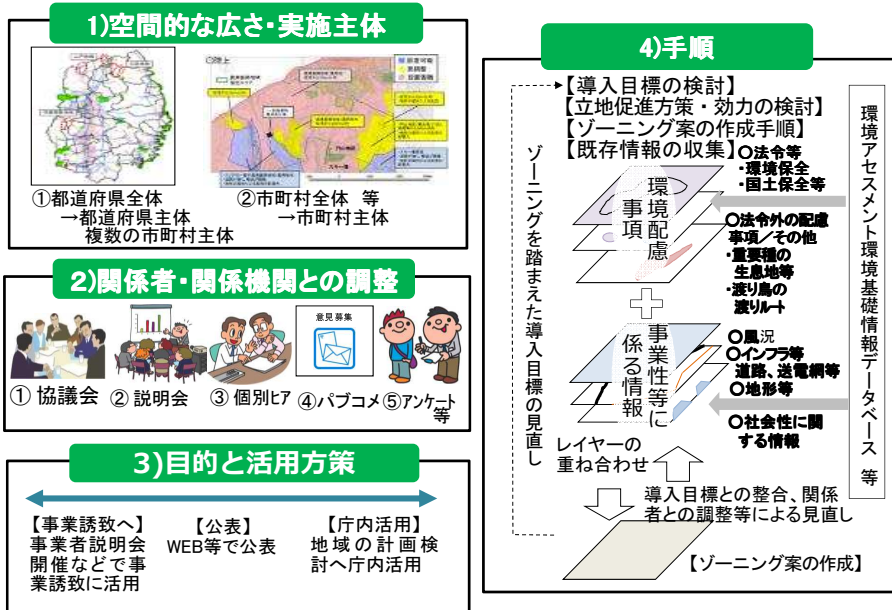 1)空間的な広さ・実施主体
①都道府県全体
→都道府県主体
複数の市町村主体
②市町村全体 等
→市町村主体
2)関係者・関係機関との調整
意見募集
① 協議会
② 説明会
③ 個別ヒア
④パブコメ
⑤アンケート
等
3)目的と活用方策
【事業誘致へ】
事業者説明会
開催などで事
業誘致に活用
【公表】
WEB等で公表
【庁内活用】
地域の計画検
討へ庁内活用
4)手順
【導入目標の検討】
【立地促進方策・効力の検討】
【ゾーニング案の作成手順】
【既存情報の収集】
○法令等
・環境保全
・国土保全等
環境配慮
事項
○法令外の配慮
事項/その他
・重要種の
生息地等
・渡り鳥の
渡りルート
事業性等に
係る情報
○風況
○インフラ等
道路、送電網等
○地形等
○社会性に関
する情報
レイヤーの
重ね合わせ
導入目標との整合、関係
者との調整等による見直し
【ゾーニング案の作成】
ゾーニングを踏まえた導入目標の見直し
環境アセスメント環境基礎情報データベース 等